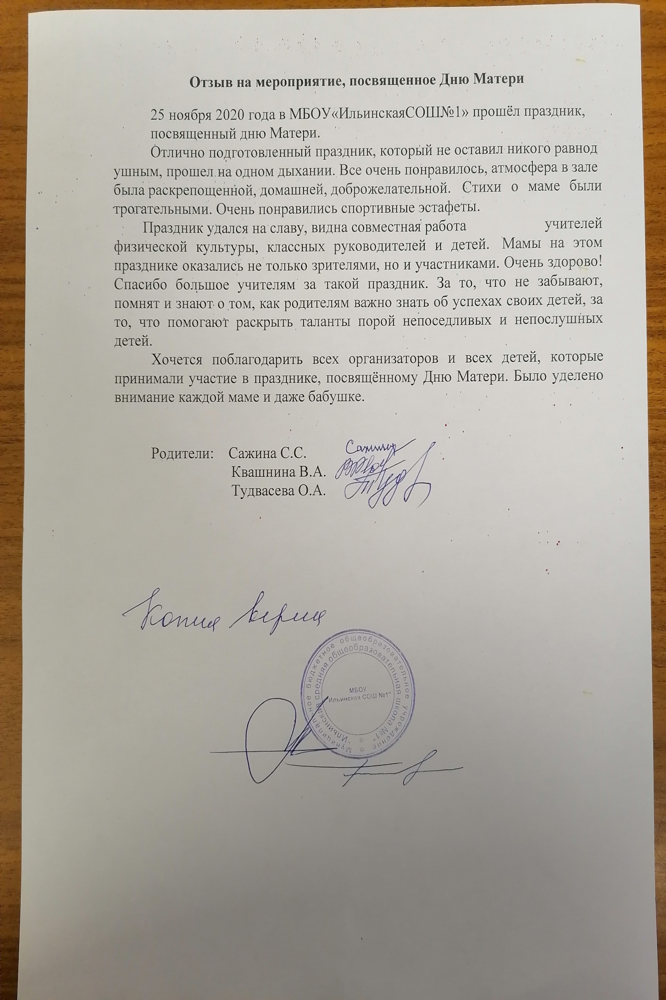 Отзыв на мероприятие, посвященное Дню Матери
25 ноября 2020 года в МБОУ«ИльинскаяСОШ№1» прошёл праздник,
посвященный дню Матери.
Отлично подготовленный праздник, который не оставил никого равнод
ушным, прошел на одном дыхании. Все очень понравилось, атмосфера в зале
была раскрепощенной, домашней, доброжелательной. Стихи о маме были
трогательными. Очень понравились спортивные эстафеты.
Праздник удался на славу, видна совместная работа учителей
физической культуры, классных руководителей и детей. Мамы на этом
празднике оказались не только зрителями, но и участниками. Очень здорово!
Спасибо большое учителям за такой праздник. За то, что не забывают,
помнят и знают о том, как родителям важно знать об успехах своих детей, за
то, что помогают раскрыть таланты порой непоседливых и непослушных
детей.
Хочется поблагодарить всех организаторов и всех детей, которые
принимали участие в празднике, посвящённому Дню Матери. Было уделено
внимание каждой маме и даже бабушке.
Родители: Сажина С.С.
Квашнина В.А.
Тудвасева О.А.
Копия верна
Муниципальное бюджетное общеобразовательное учреждение
"Ильинская средняя общеобразовательная школа №1"
МБОУ
"Ильинская СОШ №1"